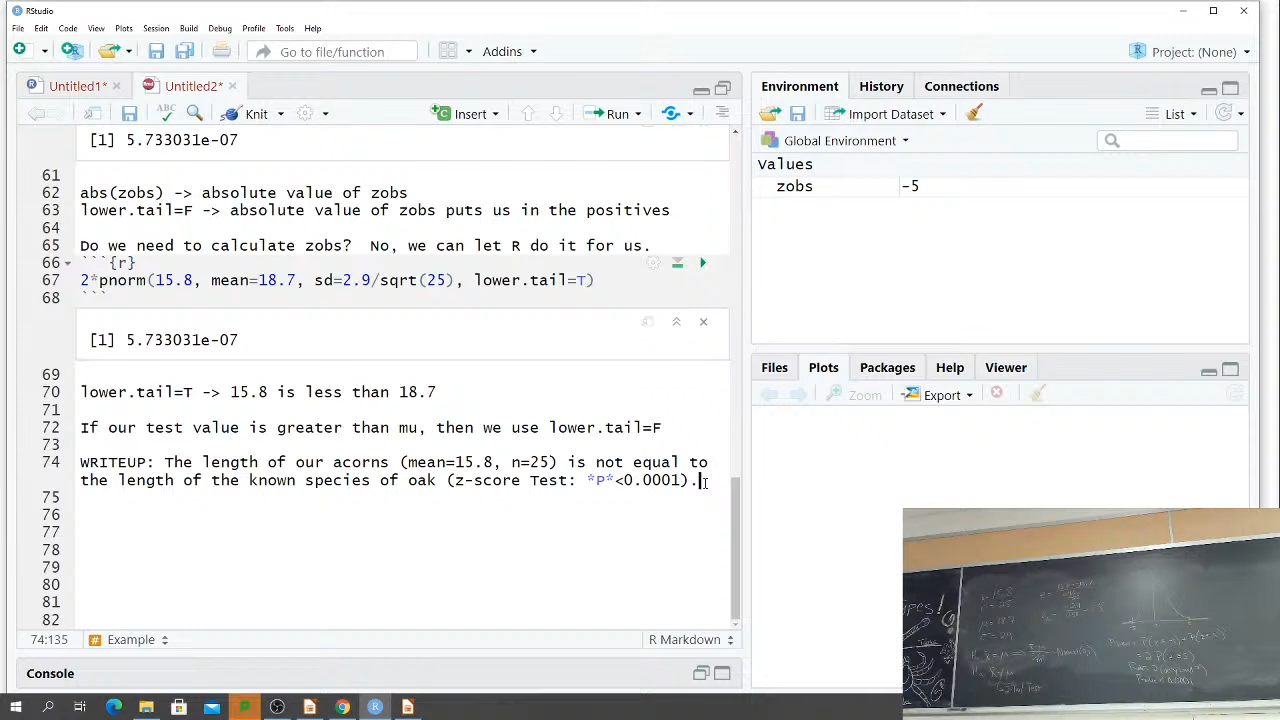 RStudio
File Edit Code View Plots Session Build Debug Profile Tools Help
Go to file/function
Addins
Project: (None)
Untitled1*
Untitled2*
ABC
Knit
Insert
Run
[1] 5.733031e-07
61
62 abs(zobs) -> absolute value of zobs
63 lower.tail=F -> absolute value of zobs puts us in the positives
64
65 Do we need to calculate zobs?  No, we can let R do it for us.
66 ```{r}
67 2*pnorm(15.8, mean=18.7, sd=2.9/sqrt(25), lower.tail=T)
68 ```
[1] 5.733031e-07
69
70 lower.tail=T -> 15.8 is less than 18.7
71
72 If our test value is greater than mu, then we use lower.tail=F
73
74 WRITEUP: The length of our acorns (mean=15.8, n=25) is not equal to
the length of the known species of oak (z-score Test: *P*<0.0001).
75
76
77
78
79
80
81
82
74:135
Example
R Markdown
Console
Environment History Connections
Import Dataset
List
Global Environment
Values
zobs -5
Files Plots Packages Help Viewer
Zoom
Export